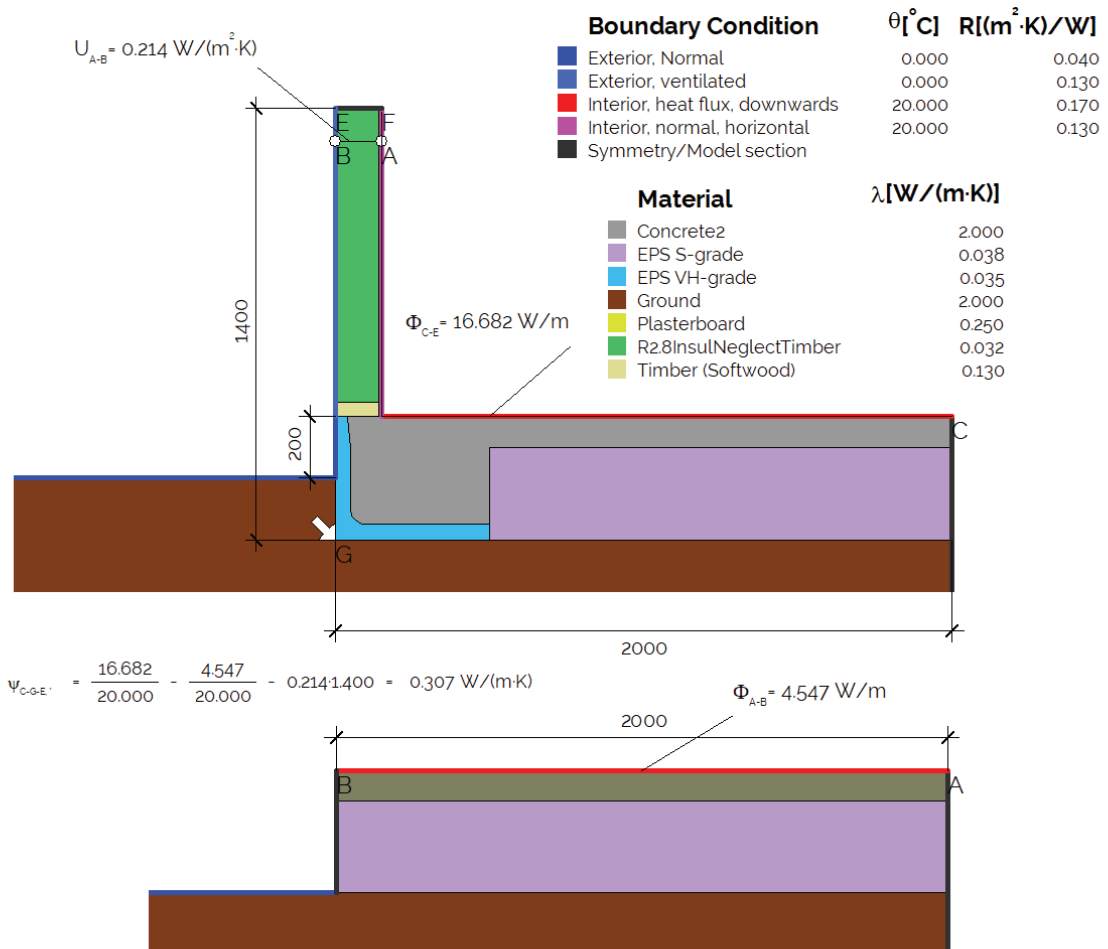 Boundary Condition θ[°C] R[(m²·K)/W]
Exterior, Normal 0.000 0.040
Exterior, ventilated 0.000 0.130
Interior, heat flux, downwards 20.000 0.170
Interior, normal, horizontal 20.000 0.130
Symmetry/Model section
U A-B = 0.214 W/(m²·K)
E F
B A
Material λ[W/(m·K)]
Concrete2 2.000
EPS S-grade 0.038
EPS VH-grade 0.035
Ground 2.000
Plasterboard 0.250
R2.8InsulNeglectTimber 0.032
Timber (Softwood) 0.130
1400
Φ C-E = 16.682 W/m
200
C
G
2000
ψ C-G-E, · = 16.682/20.000 - 4.547/20.000 - 0.214·1.400 = 0.307 W/(m·K)
Φ A-B = 4.547 W/m
2000
B A